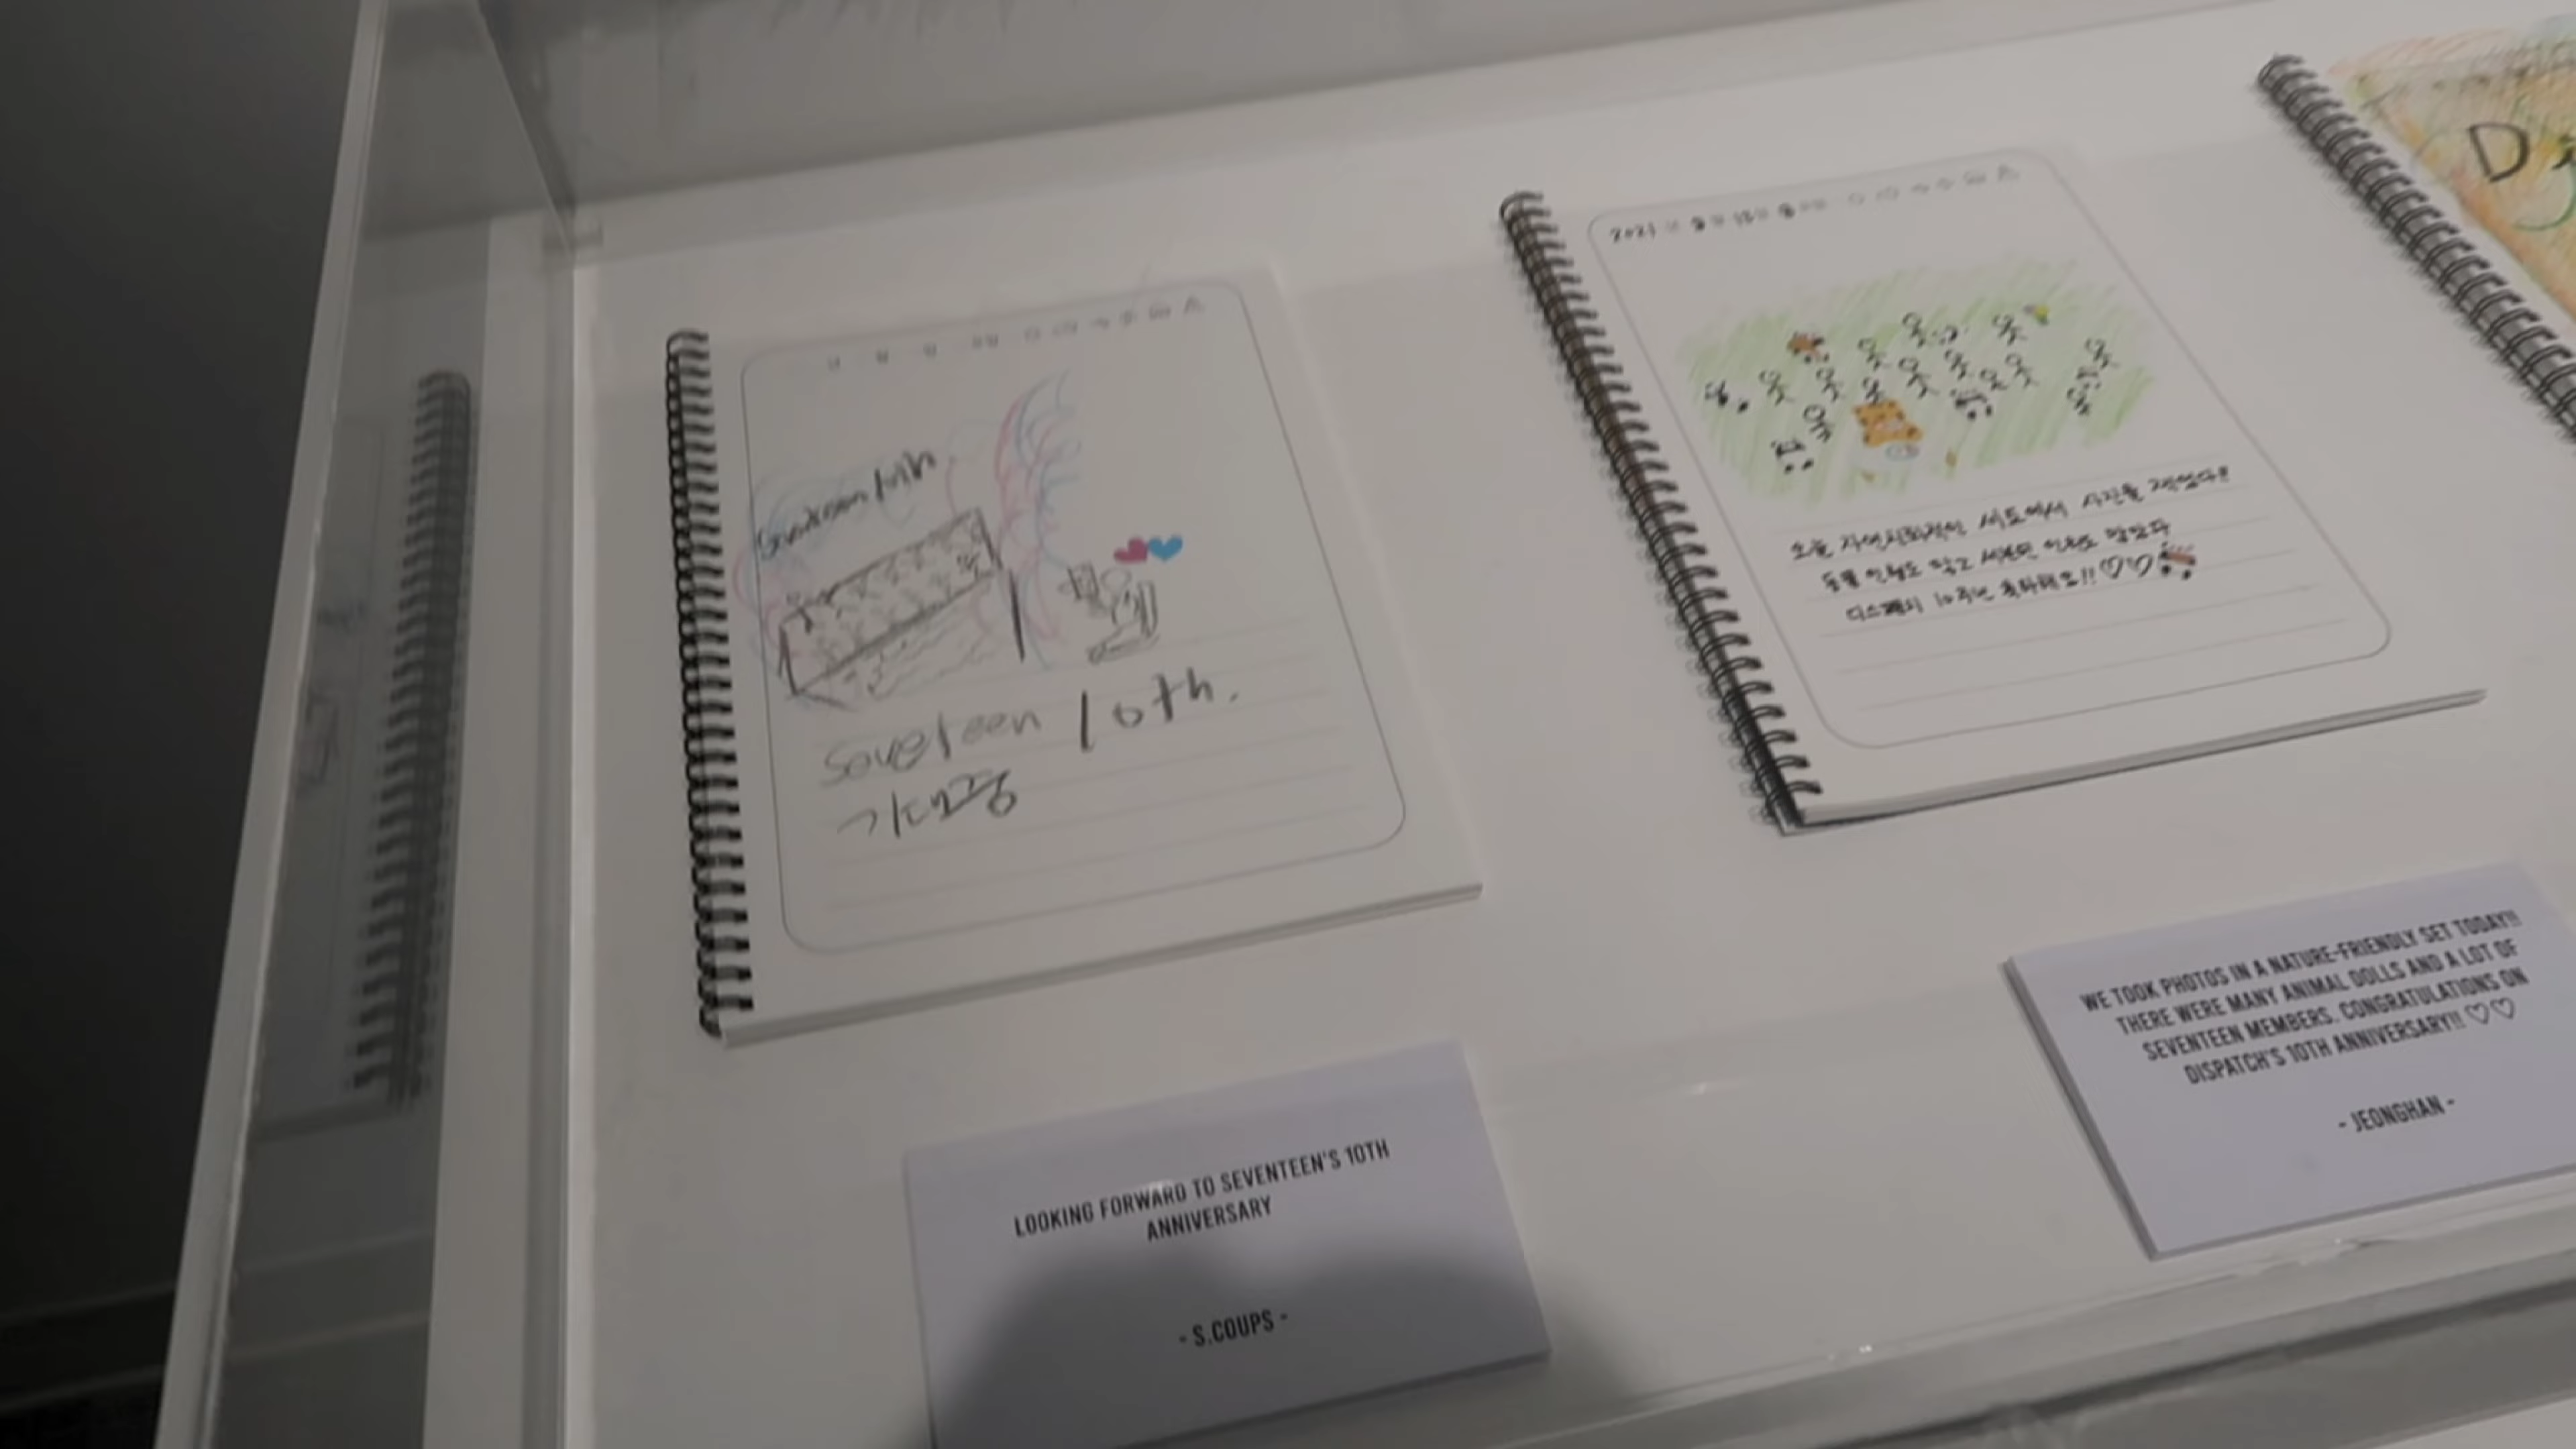 Seventeen 10th.
Seventeen 10th.
기대중
LOOKING FORWARD TO SEVENTEEN'S 10TH
ANNIVERSARY
- S.COUPS -
오늘 자연친화적인 세트에서 사진을 찍었다!!
동물 인형도 많고 세븐틴 인원도 많았다
디스패치 10주년 축하해요!! ♡♡
WE TOOK PHOTOS IN A NATURE-FRIENDLY SET TODAY!!
THERE WERE MANY ANIMAL DOLLS AND A LOT OF
SEVENTEEN MEMBERS. CONGRATULATIONS ON
DISPATCH'S 10TH ANNIVERSARY!! ♡♡
- JEONGHAN -